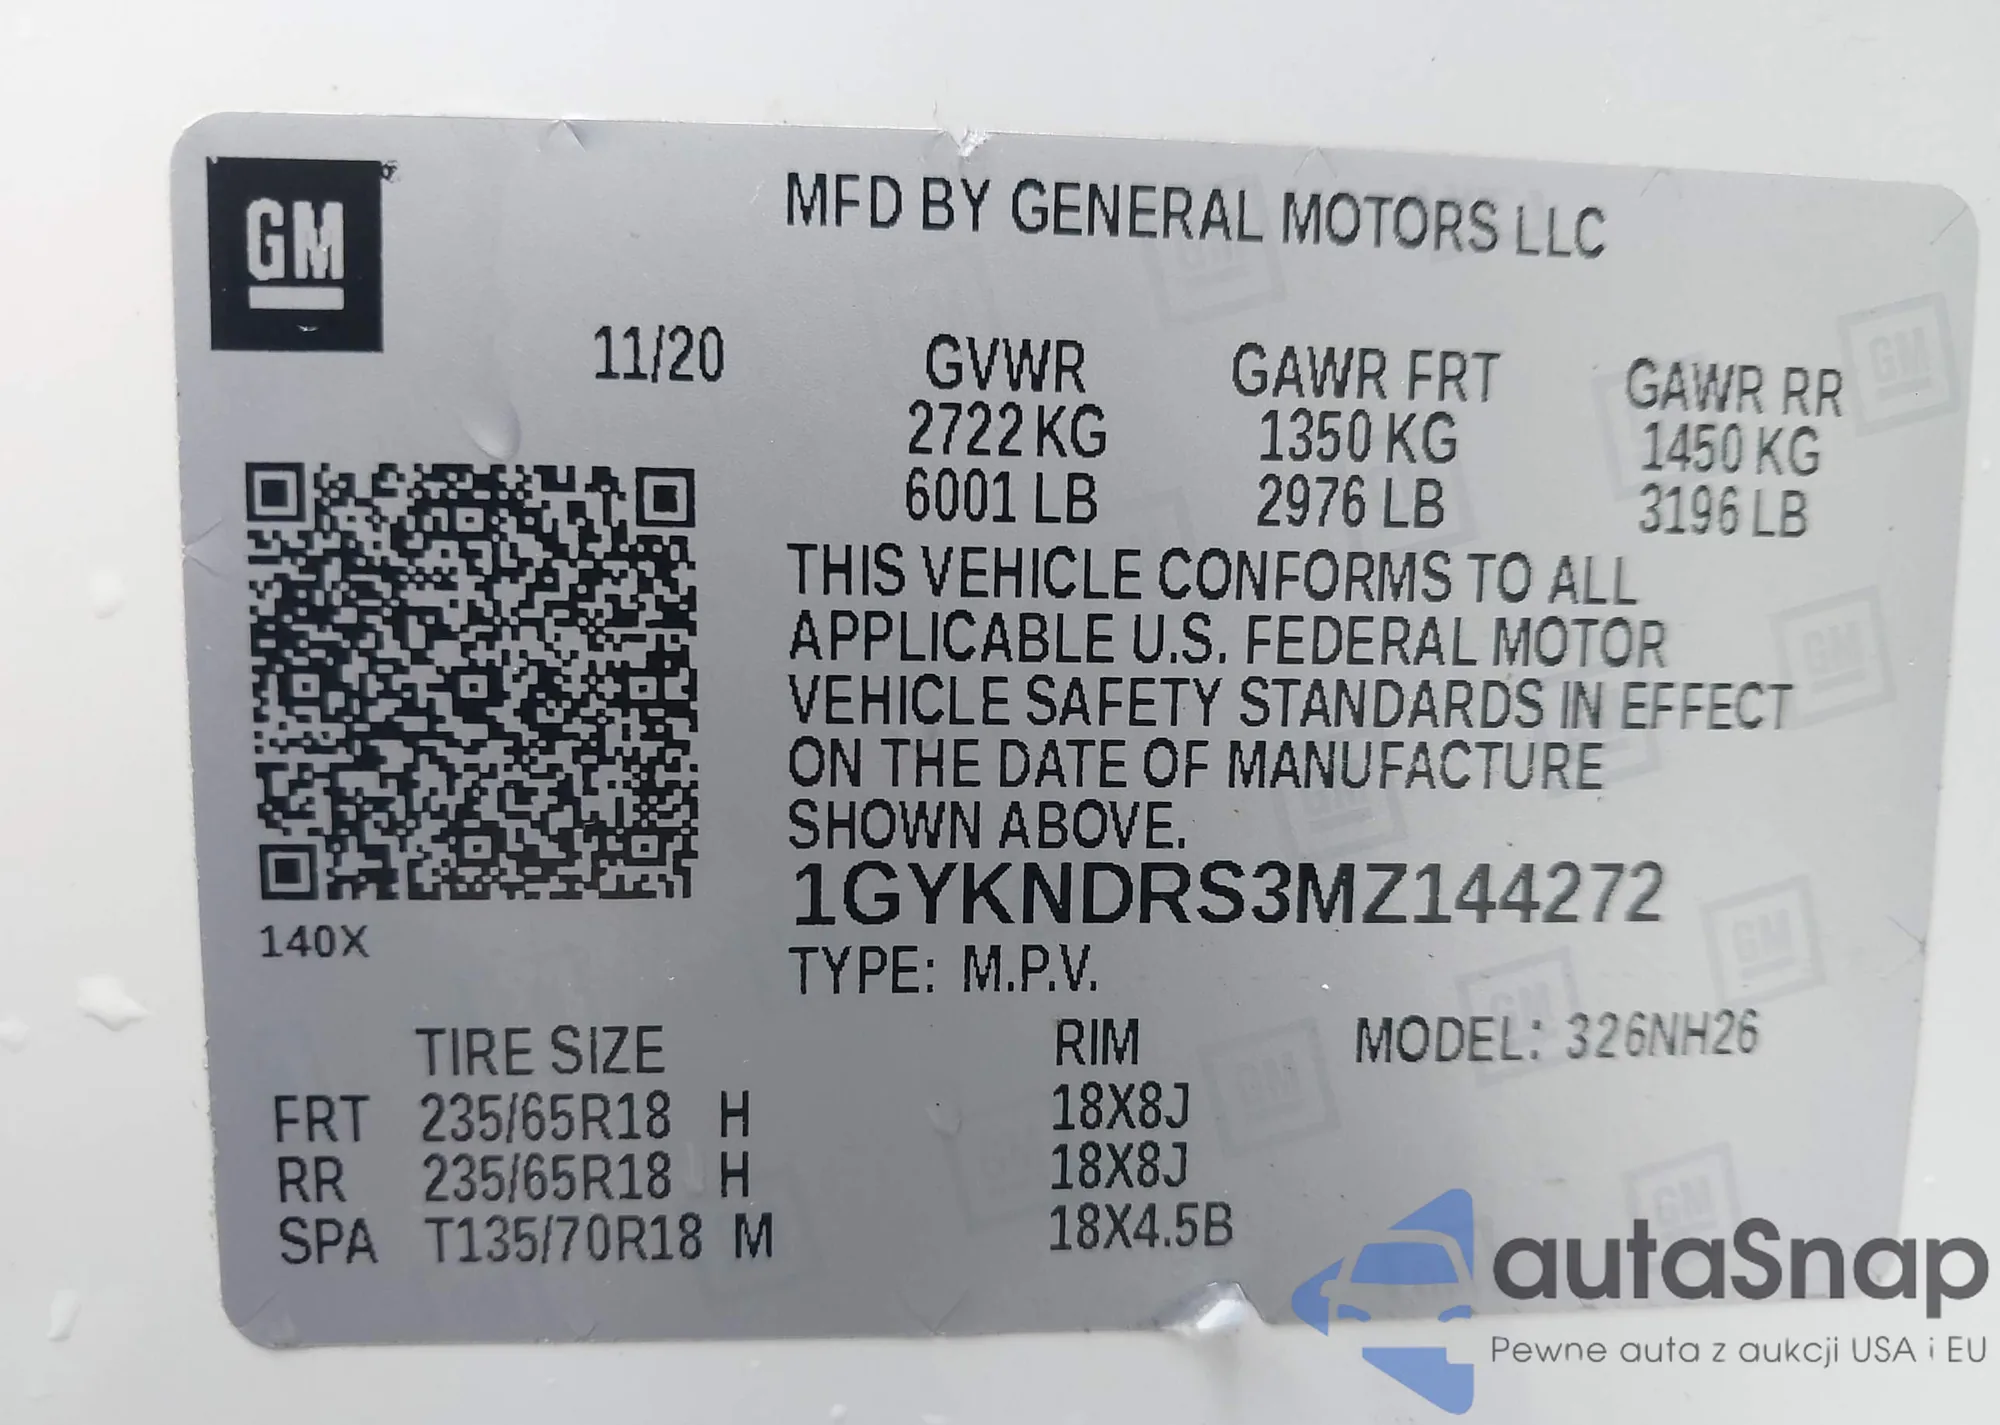 GM
MFD BY GENERAL MOTORS LLC
11/20
GVWR GAWR FRT GAWR RR
2722 KG 1350 KG 1450 KG
6001 LB 2976 LB 3196 LB
THIS VEHICLE CONFORMS TO ALL
APPLICABLE U.S. FEDERAL MOTOR
VEHICLE SAFETY STANDARDS IN EFFECT
ON THE DATE OF MANUFACTURE
SHOWN ABOVE.
1GYKNDRS3MZ144272
140X
TYPE: M.P.V.
TIRE SIZE RIM MODEL: 326NH26
FRT 235/65R18 H 18X8J
RR 235/65R18 H 18X8J
SPA T135/70R18 M 18X4.5B
autaSnap
Pewne auta z aukcji USA i EU